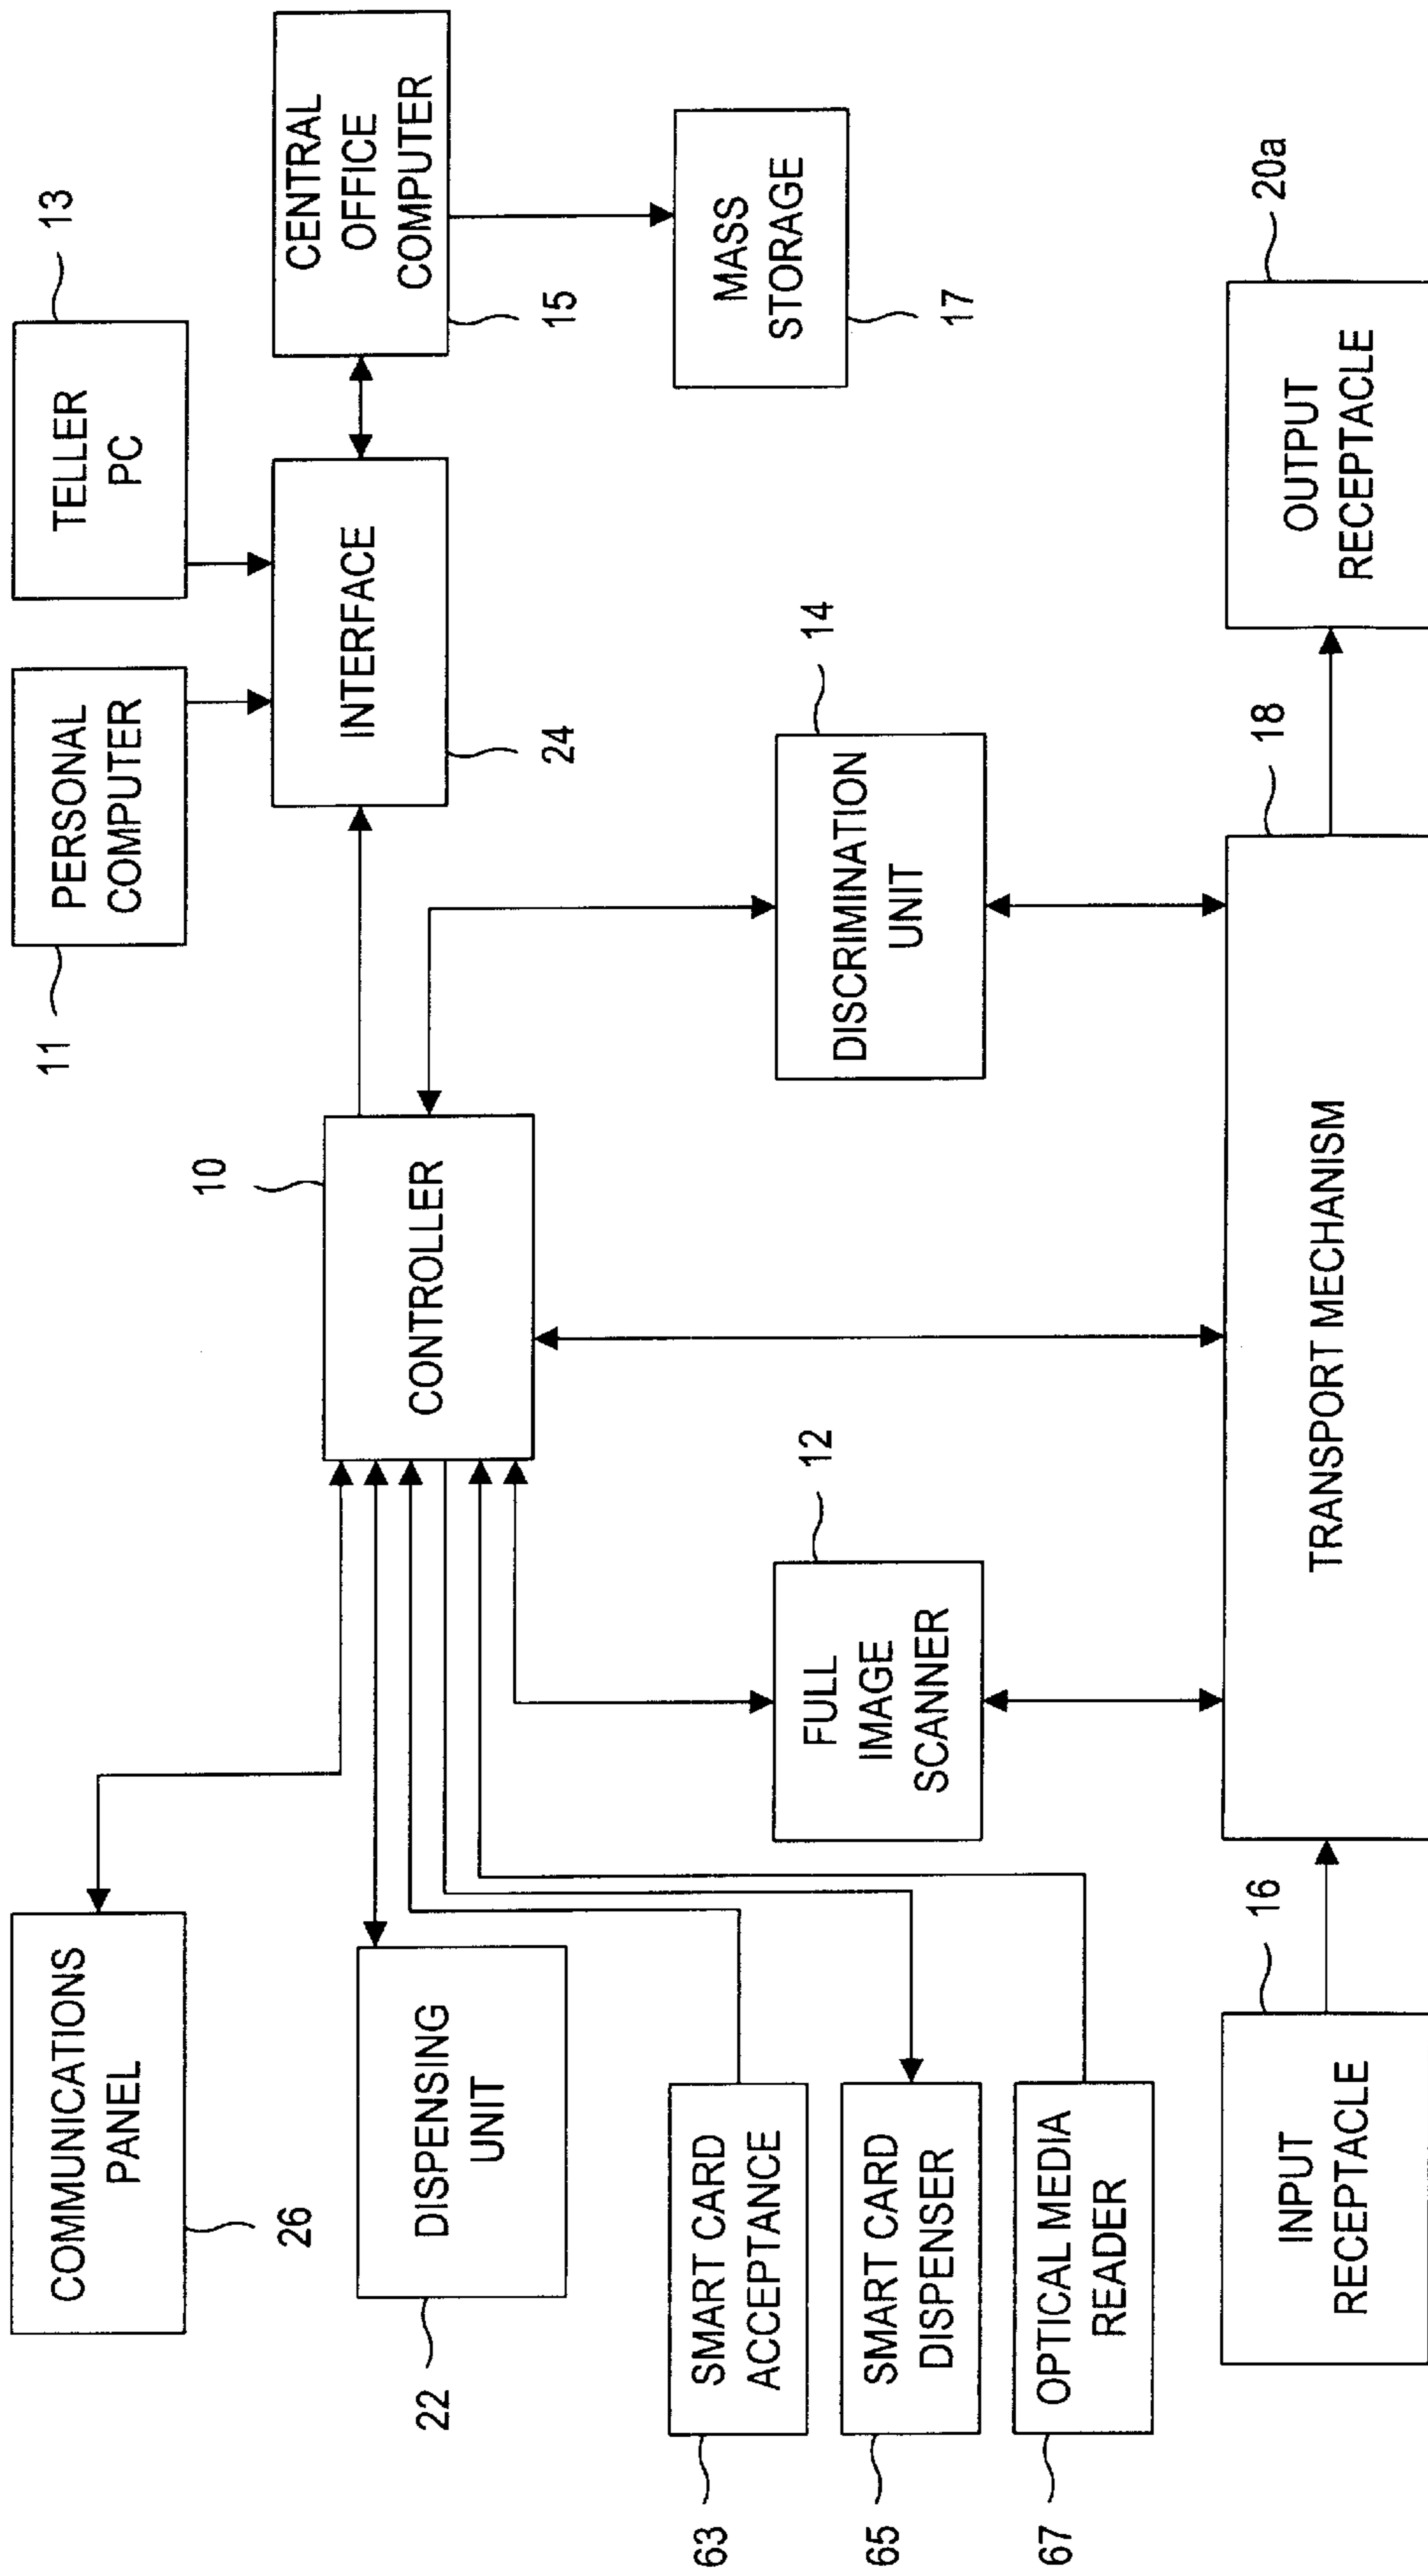 COMMUNICATIONS
PANEL
26
DISPENSING
UNIT
22
SMART CARD
ACCEPTANCE
63
SMART CARD
DISPENSER
65
OPTICAL MEDIA
READER
67
INPUT
RECEPTACLE
16
FULL
IMAGE
SCANNER
12
CONTROLLER
10
PERSONAL
COMPUTER
11
TELLER
PC
13
INTERFACE
24
CENTRAL
OFFICE
COMPUTER
15
MASS
STORAGE
17
DISCRIMINATION
UNIT
14
TRANSPORT MECHANISM
18
OUTPUT
RECEPTACLE
20a